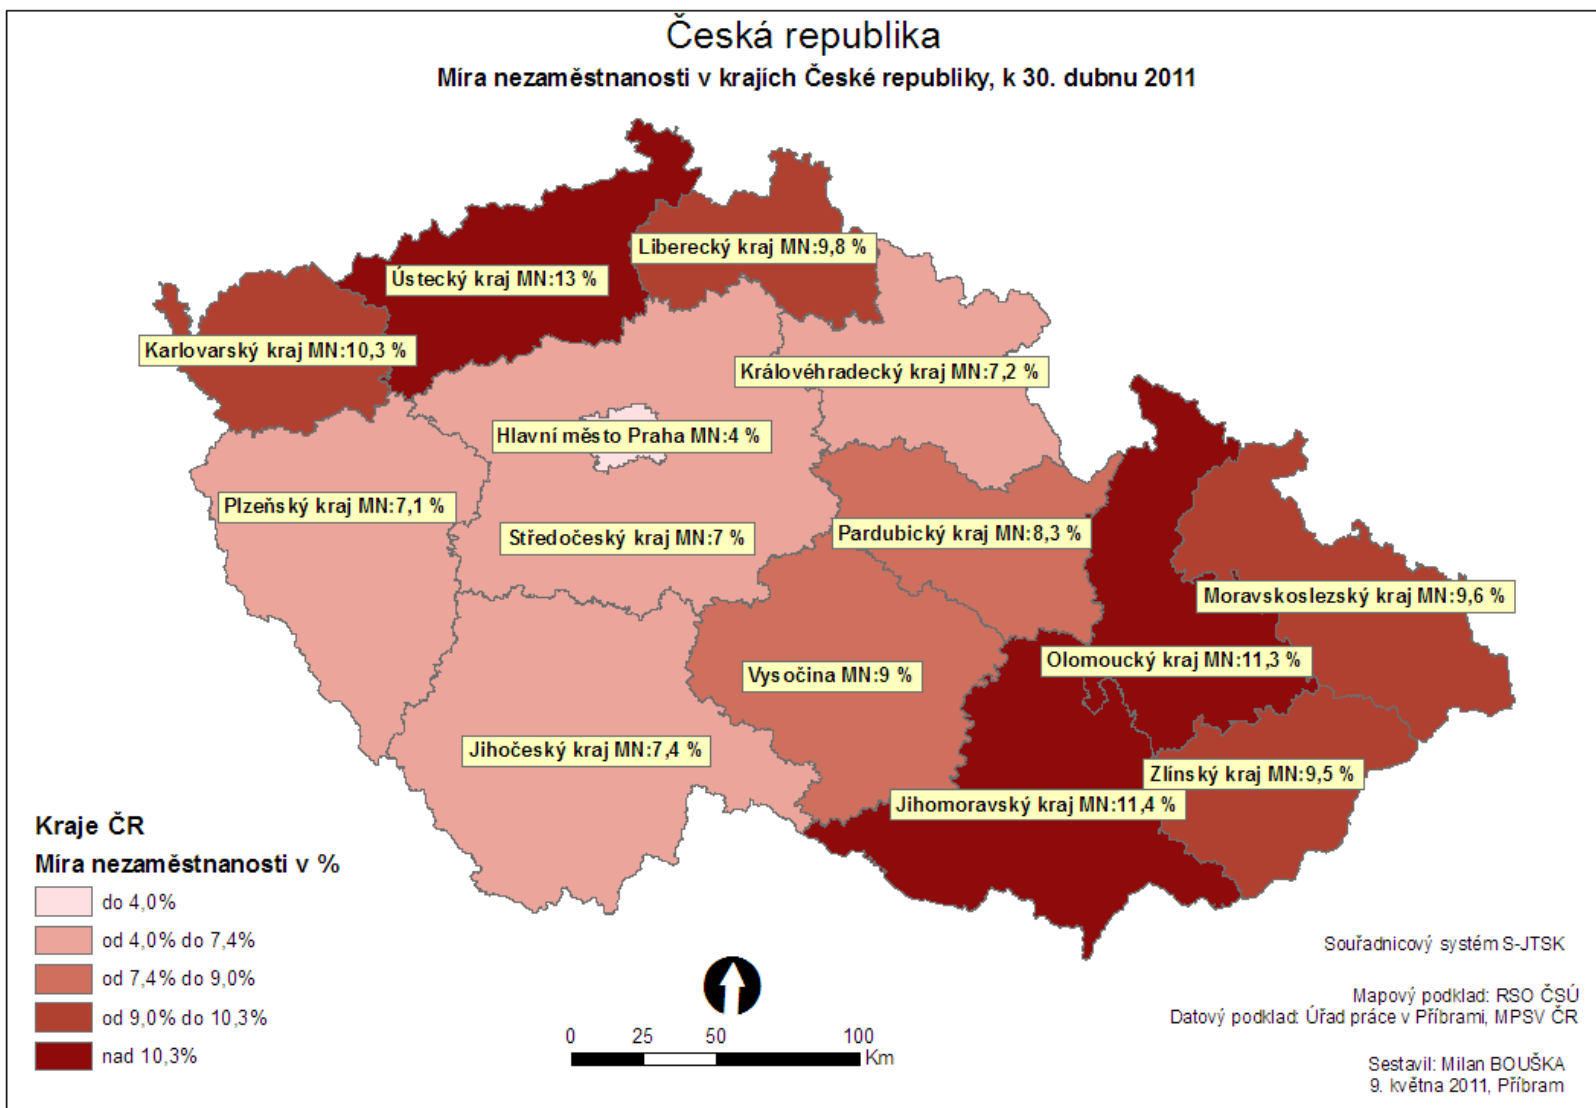 Česká republika
Míra nezaměstnanosti v krajích České republiky, k 30. dubnu 2011
Liberecký kraj MN:9,8 %
Ústecký kraj MN:13 %
Karlovarský kraj MN:10,3 %
Královéhradecký kraj MN:7,2 %
Hlavní město Praha MN:4 %
Plzeňský kraj MN:7,1 %
Středočeský kraj MN:7 %
Pardubický kraj MN:8,3 %
Moravskoslezský kraj MN:9,6 %
Olomoucký kraj MN:11,3 %
Vysočina MN:9 %
Jihočeský kraj MN:7,4 %
Zlínský kraj MN:9,5 %
Jihomoravský kraj MN:11,4 %
Kraje ČR
Míra nezaměstnanosti v %
do 4,0%
od 4,0% do 7,4%
od 7,4% do 9,0%
od 9,0% do 10,3%
nad 10,3%
0 25 50 100
Km
Souřadnicový systém S-JTSK
Mapový podklad: RSO ČSÚ
Datový podklad: Úřad práce v Příbrami, MPSV ČR
Sestavil: Milan BOUŠKA
9. května 2011, Příbram